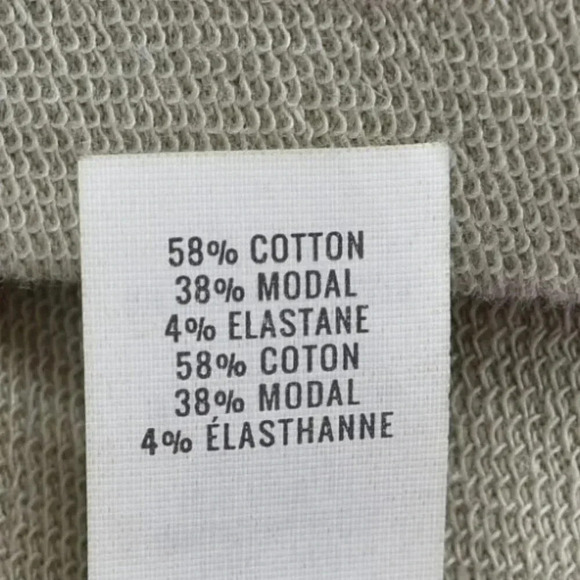 58% COTTON
38% MODAL
4% ELASTANE
58% COTON
38% MODAL
4% ÉLASTHANNE